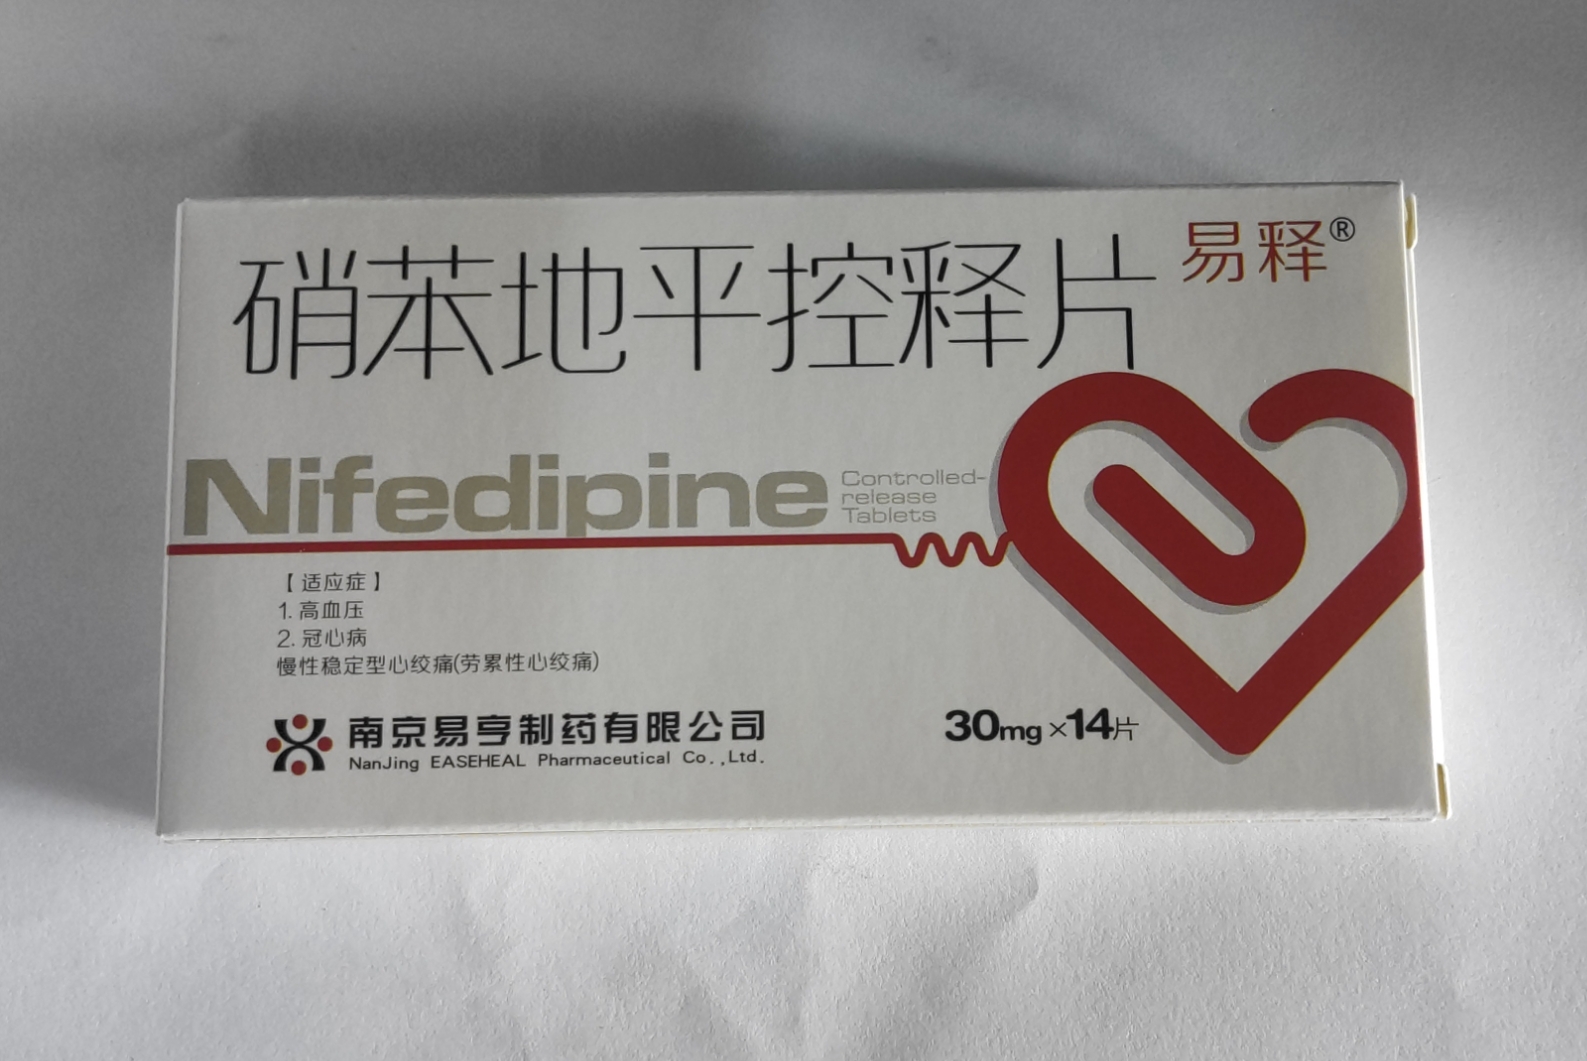 硝苯地平控释片
易释®
Nifedipine
Controlled-
release
Tablets
【适应症】
1. 高血压
2. 冠心病
慢性稳定型心绞痛(劳累性心绞痛)
南京易亨制药有限公司
NanJing EASEHEAL Pharmaceutical Co.,Ltd.
30mg×14片